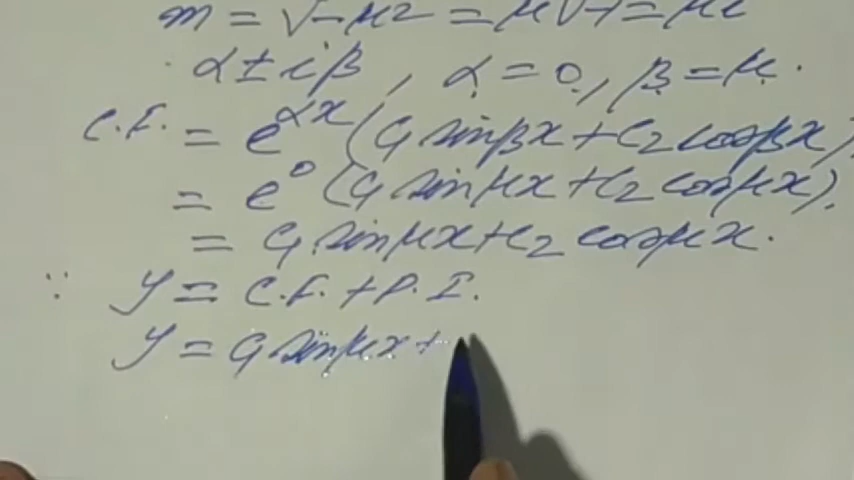 m = √-μ2 = μ√-1 = μi
α ± iβ, α = 0, β = μ.
C.F. = e^αx (C1 sinβx + C2 cosβx)
= e^0 (C1 sinμx + C2 cosμx).
= C1 sinμx + C2 cosμx.
∵ y = C.F. + P.I.
y = C1 sinμx +